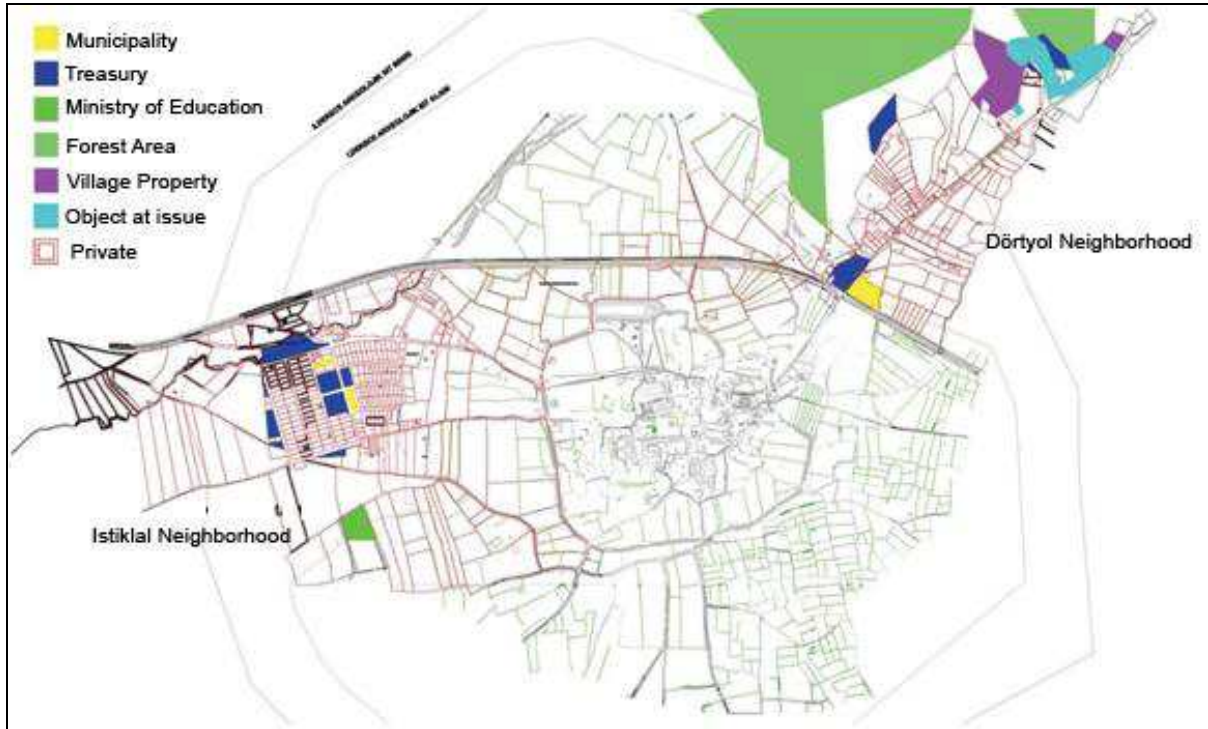 Municipality
Treasury
Ministry of Education
Forest Area
Village Property
Object at issue
Private
Dörtyol Neighborhood
Istiklal Neighborhood